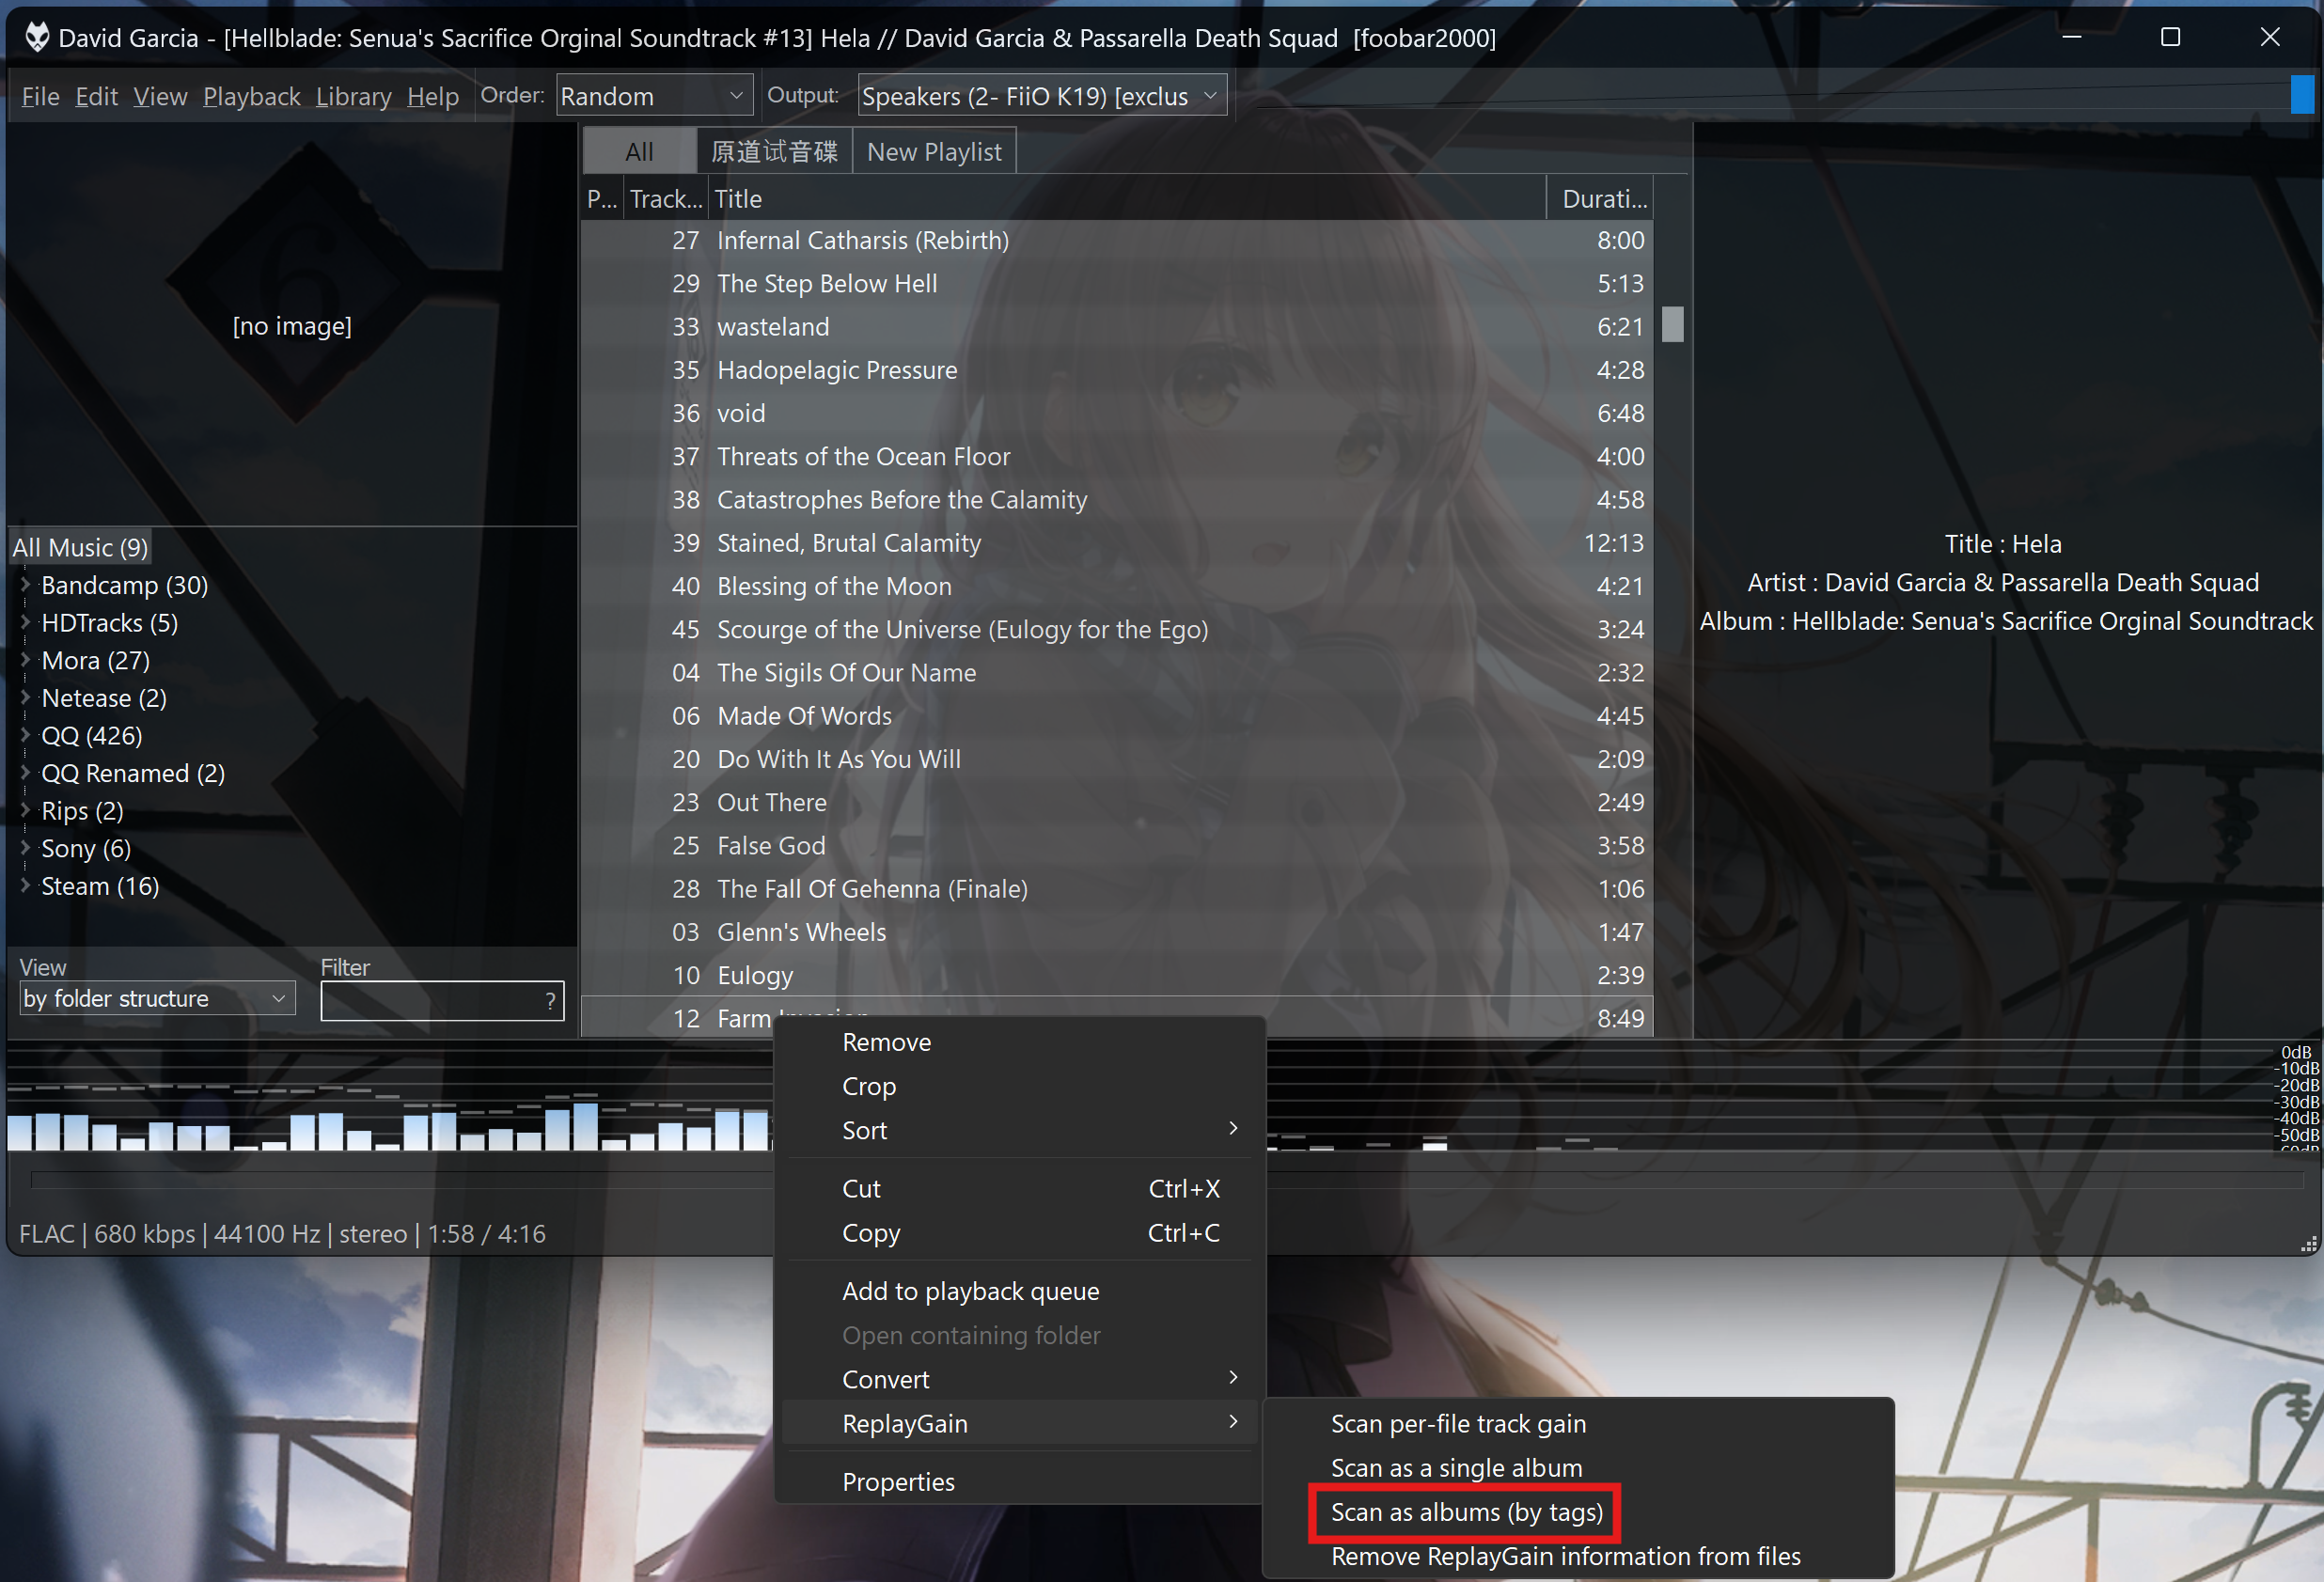 David Garcia - [Hellblade: Senua's Sacrifice Orginal Soundtrack #13] Hela // David Garcia & Passarella Death Squad [foobar2000]
File Edit View Playback Library Help Order: Random Output: Speakers (2- FiiO K19) [exclus
All 原道试音碟 New Playlist
P... Track... Title Durati...
27 Infernal Catharsis (Rebirth) 8:00
29 The Step Below Hell 5:13
33 wasteland 6:21
35 Hadopelagic Pressure 4:28
36 void 6:48
37 Threats of the Ocean Floor 4:00
38 Catastrophes Before the Calamity 4:58
39 Stained, Brutal Calamity 12:13
40 Blessing of the Moon 4:21
45 Scourge of the Universe (Eulogy for the Ego) 3:24
04 The Sigils Of Our Name 2:32
06 Made Of Words 4:45
20 Do With It As You Will 2:09
23 Out There 2:49
25 False God 3:58
28 The Fall Of Gehenna (Finale) 1:06
03 Glenn's Wheels 1:47
10 Eulogy 2:39
12 Farm Invasion 8:49
6
[no image]
All Music (9)
Bandcamp (30)
HDTracks (5)
Mora (27)
Netease (2)
QQ (426)
QQ Renamed (2)
Rips (2)
Sony (6)
Steam (16)
View Filter
by folder structure ?
Title : Hela
Artist : David Garcia & Passarella Death Squad
Album : Hellblade: Senua's Sacrifice Orginal Soundtrack
0dB
-10dB
-20dB
-30dB
-40dB
-50dB
-60dB
FLAC | 680 kbps | 44100 Hz | stereo | 1:58 / 4:16
Remove
Crop
Sort
Cut Ctrl+X
Copy Ctrl+C
Add to playback queue
Open containing folder
Convert
ReplayGain
Properties
Scan per-file track gain
Scan as a single album
Scan as albums (by tags)
Remove ReplayGain information from files